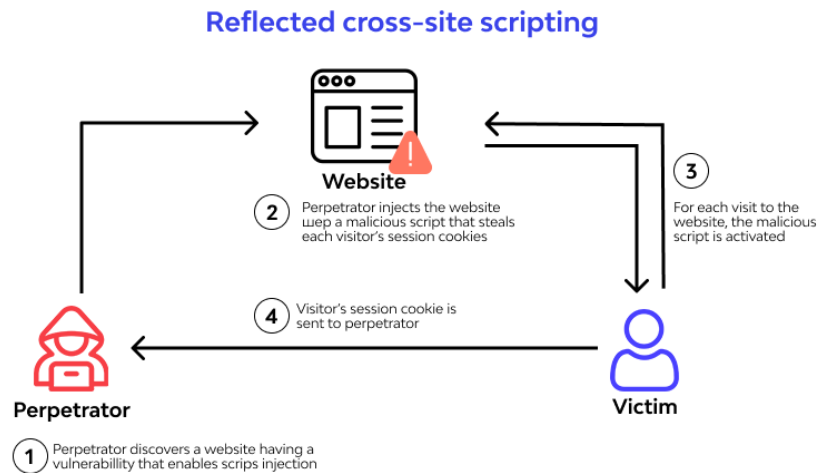 Reflected cross-site scripting
Website
2
Perpetrator injects the website
шер a malicious script that steals
each visitor's session cookies
3
For each visit to the
website, the malicious
script is activated
4
Visitor's session cookie is
sent to perpetrator
Perpetrator
Victim
1
Perpetrator discovers a website having a
vulnerabillity that enables scrips injection